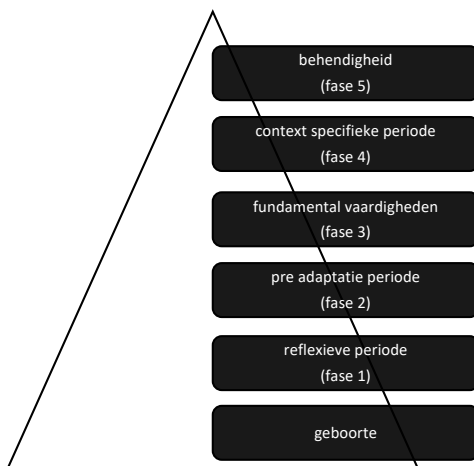 behendigheid
(fase 5)
context specifieke periode
(fase 4)
fundamental vaardigheden
(fase 3)
pre adaptatie periode
(fase 2)
reflexieve periode
(fase 1)
geboorte